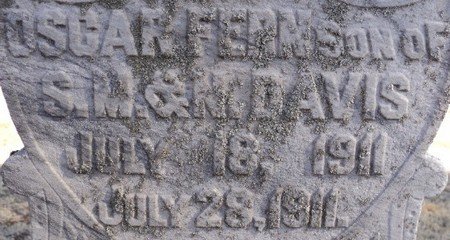 OSCAR FERN SON OF
S.M. & N.T. DAVIS
JULY 18, 1911
JULY 28, 1911.